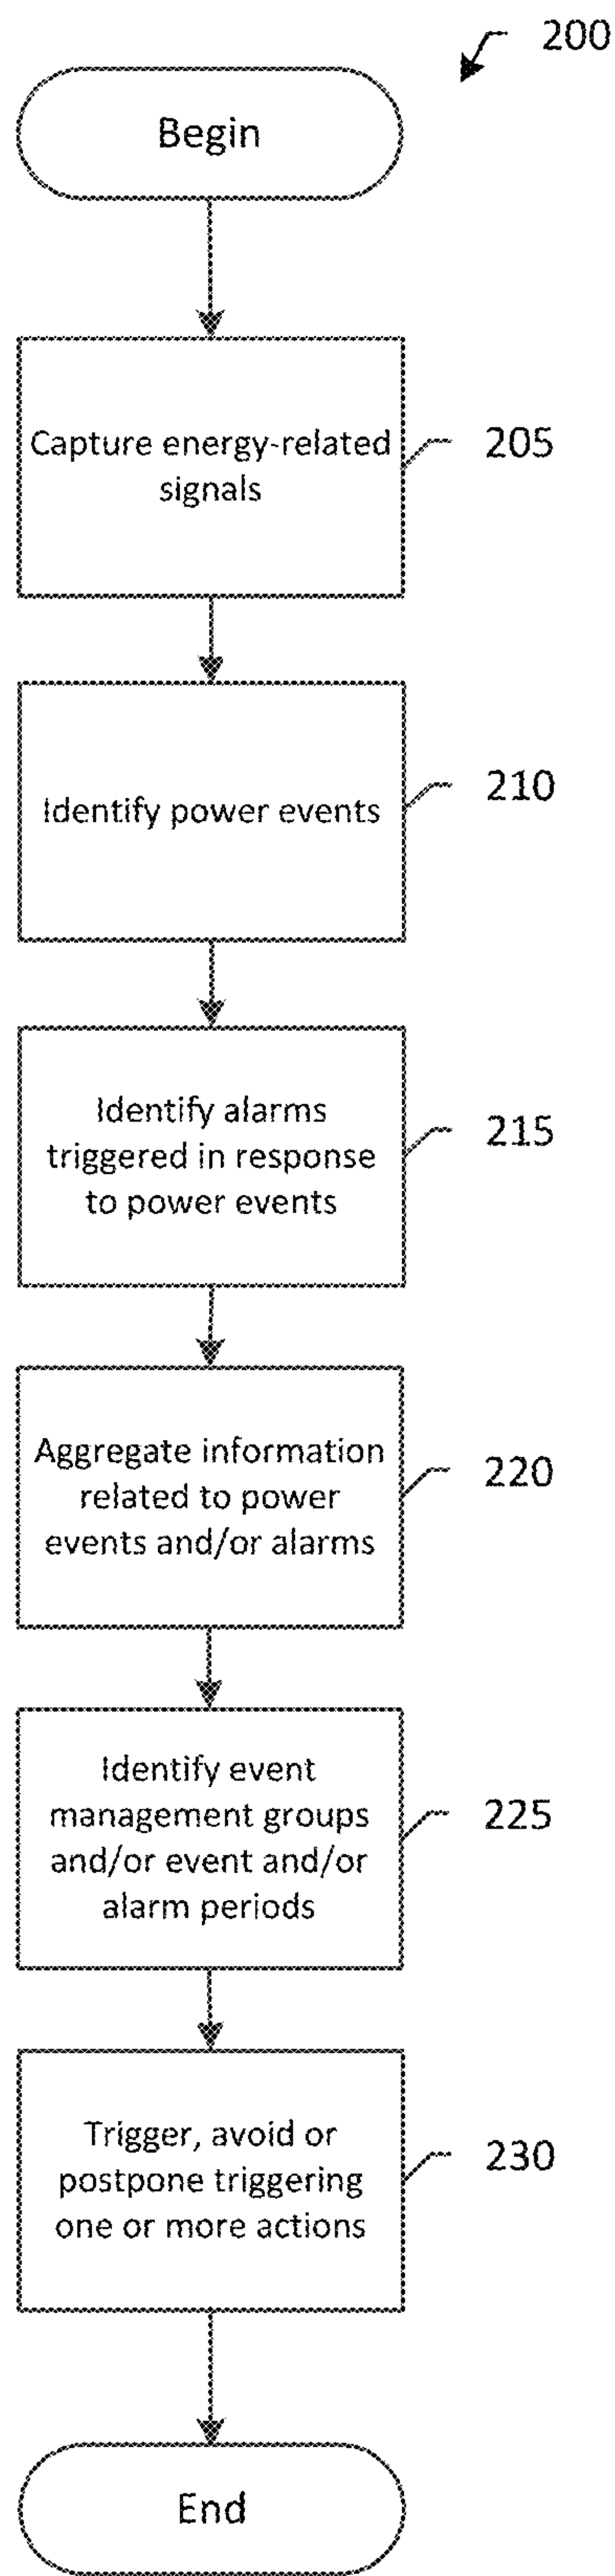 200
Begin
Capture energy-related
signals
205
Identify power events
210
Identify alarms
triggered in response
to power events
215
Aggregate information
related to power
events and/or alarms
220
Identify event
management groups
and/or event and/or
alarm periods
225
Trigger, avoid or
postpone triggering
one or more actions
230
End